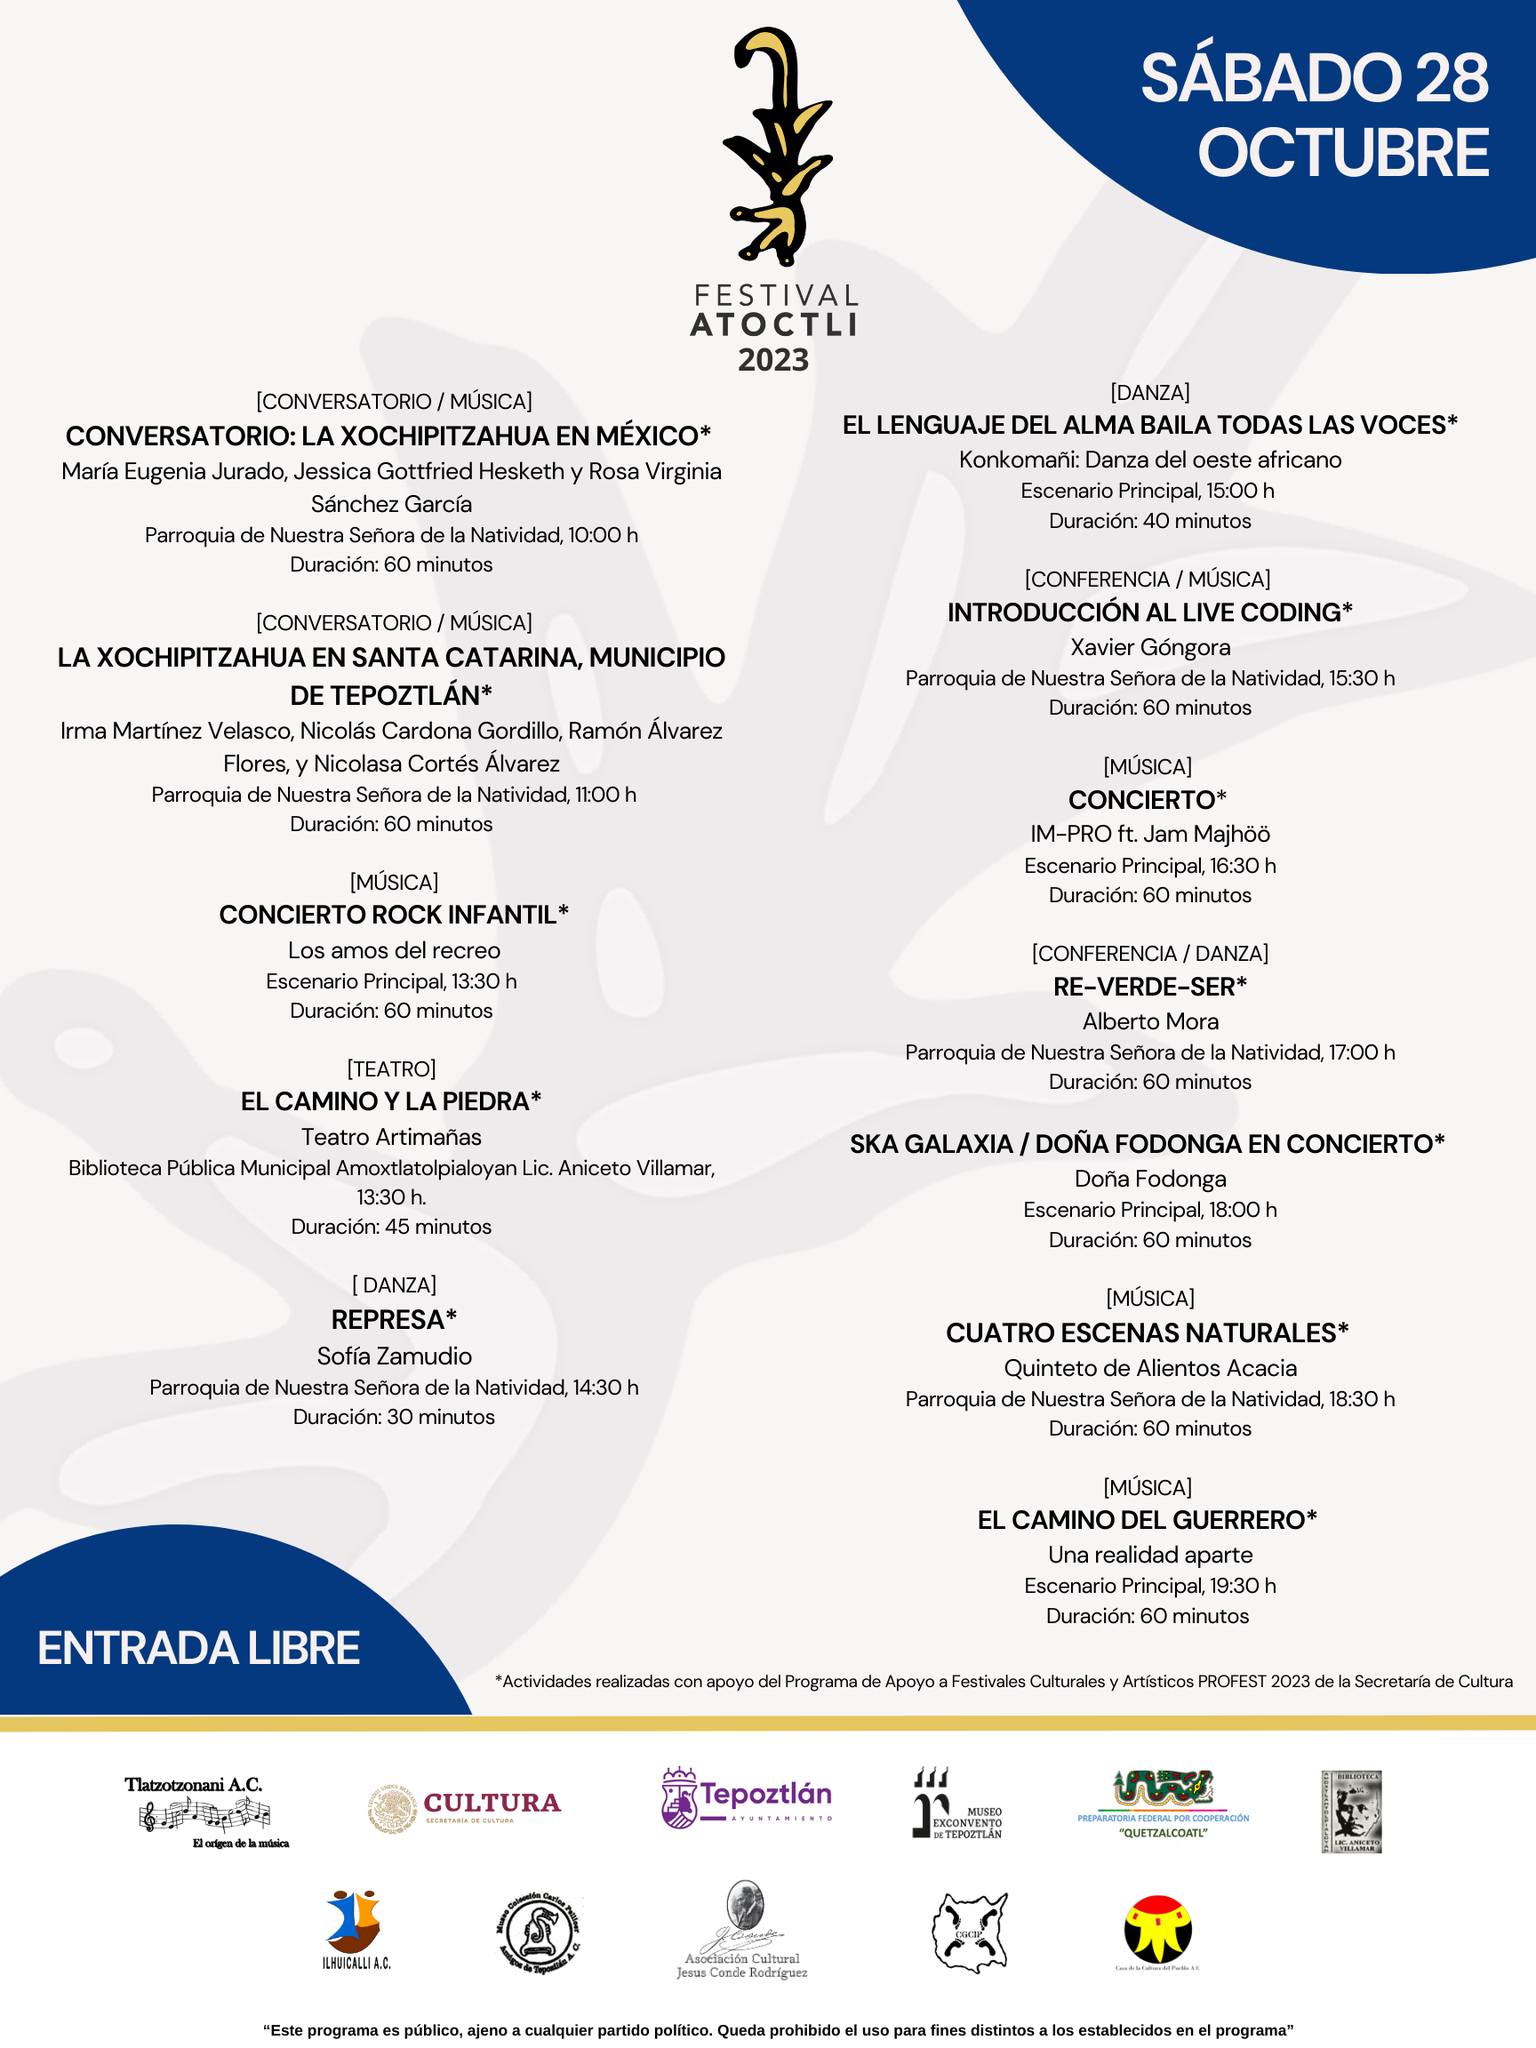 SÁBADO 28
OCTUBRE
FESTIVAL
ATOCTLI
2023
[CONVERSATORIO / MÚSICA]
CONVERSATORIO: LA XOCHIPITZAHUA EN MÉXICO*
María Eugenia Jurado, Jessica Gottfried Hesketh y Rosa Virginia
Sánchez García
Parroquia de Nuestra Señora de la Natividad, 10:00 h
Duración: 60 minutos
[CONVERSATORIO / MÚSICA]
LA XOCHIPITZAHUA EN SANTA CATARINA, MUNICIPIO
DE TEPOZTLÁN*
Irma Martínez Velasco, Nicolás Cardona Gordillo, Ramón Álvarez
Flores, y Nicolasa Cortés Álvarez
Parroquia de Nuestra Señora de la Natividad, 11:00 h
Duración: 60 minutos
[MÚSICA]
CONCIERTO ROCK INFANTIL*
Los amos del recreo
Escenario Principal, 13:30 h
Duración: 60 minutos
[TEATRO]
EL CAMINO Y LA PIEDRA*
Teatro Artimañas
Biblioteca Pública Municipal Amoxtlatolpialoyan Lic. Aniceto Villamar,
13:30 h.
Duración: 45 minutos
[ DANZA]
REPRESA*
Sofía Zamudio
Parroquia de Nuestra Señora de la Natividad, 14:30 h
Duración: 30 minutos
[DANZA]
EL LENGUAJE DEL ALMA BAILA TODAS LAS VOCES*
Konkomañi: Danza del oeste africano
Escenario Principal, 15:00 h
Duración: 40 minutos
[CONFERENCIA / MÚSICA]
INTRODUCCIÓN AL LIVE CODING*
Xavier Góngora
Parroquia de Nuestra Señora de la Natividad, 15:30 h
Duración: 60 minutos
[MÚSICA]
CONCIERTO*
IM-PRO ft. Jam Majhöö
Escenario Principal, 16:30 h
Duración: 60 minutos
[CONFERENCIA / DANZA]
RE-VERDE-SER*
Alberto Mora
Parroquia de Nuestra Señora de la Natividad, 17:00 h
Duración: 60 minutos
SKA GALAXIA / DOÑA FODONGA EN CONCIERTO*
Doña Fodonga
Escenario Principal, 18:00 h
Duración: 60 minutos
[MÚSICA]
CUATRO ESCENAS NATURALES*
Quinteto de Alientos Acacia
Parroquia de Nuestra Señora de la Natividad, 18:30 h
Duración: 60 minutos
[MÚSICA]
EL CAMINO DEL GUERRERO*
Una realidad aparte
Escenario Principal, 19:30 h
Duración: 60 minutos
ENTRADA LIBRE
*Actividades realizadas con apoyo del Programa de Apoyo a Festivales Culturales y Artísticos PROFEST 2023 de la Secretaría de Cultura
Tlatzotzonani A.C.
El origen de la música
CULTURA
SECRETARÍA DE CULTURA
Tepoztlán
AYUNTAMIENTO
MUSEO
EXCONVENTO
DE TEPOZTLÁN
PREPARATORIA FEDERAL POR COOPERACIÓN
“QUETZALCOATL”
BIBLIOTECA
LIC. ANICETO
VILLAMAR
ILHUICALLI A.C.
Museo Colección Carlos Pellicer
Amigos de Tepoztlán A. C.
Asociación Cultural
Jesus Conde Rodríguez
CGCIP
Casa de la Cultura del Pueblo A.C
“Este programa es público, ajeno a cualquier partido político. Queda prohibido el uso para fines distintos a los establecidos en el programa”